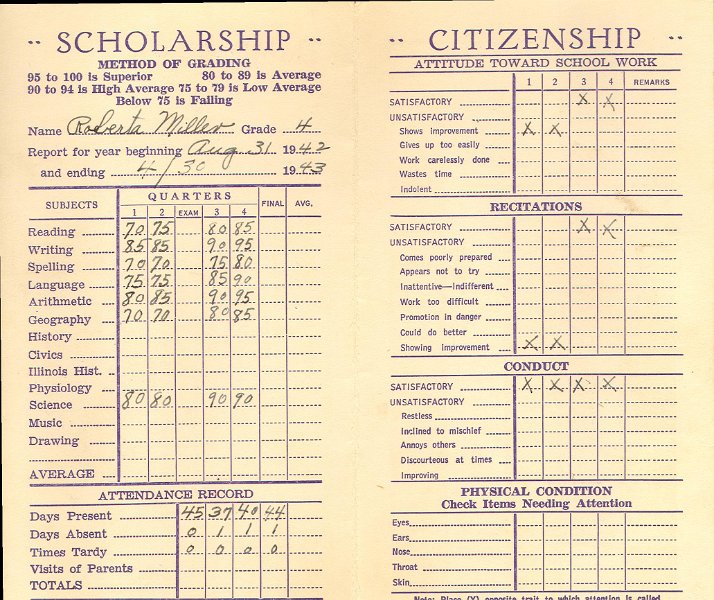 ·· SCHOLARSHIP ··
METHOD OF GRADING
95 to 100 is Superior 80 to 89 is Average
90 to 94 is High Average 75 to 79 is Low Average
Below 75 is Failing
Name Roberta Miller Grade 4
Report for year beginning Aug 31 1942
and ending 4/30 1943
SUBJECTS QUARTERS FINAL AVG.
1 2 EXAM 3 4
Reading 70 75 80 85
Writing 85 85 90 95
Spelling 70 70 75 80
Language 75 75 85 90
Arithmetic 80 85 90 95
Geography 70 70 80 85
History
Civics
Illinois Hist.
Physiology
Science 80 80 90 90
Music
Drawing
AVERAGE
ATTENDANCE RECORD
Days Present 45 37 40 44
Days Absent 0 1 1 1
Times Tardy 0 0 0 0
Visits of Parents
TOTALS
·· CITIZENSHIP ··
ATTITUDE TOWARD SCHOOL WORK
1 2 3 4 REMARKS
SATISFACTORY X X
UNSATISFACTORY
Shows improvement X X
Gives up too easily
Work carelessly done
Wastes time
Indolent
RECITATIONS
SATISFACTORY X X
UNSATISFACTORY
Comes poorly prepared
Appears not to try
Inattentive—Indifferent
Work too difficult
Promotion in danger
Could do better
Showing improvement X X
CONDUCT
SATISFACTORY X X X X
UNSATISFACTORY
Restless
Inclined to mischief
Annoys others
Discourteous at times
Improving
PHYSICAL CONDITION
Check Items Needing Attention
Eyes
Ears
Nose
Throat
Skin
Note: Place (X) opposite trait to which attention is called